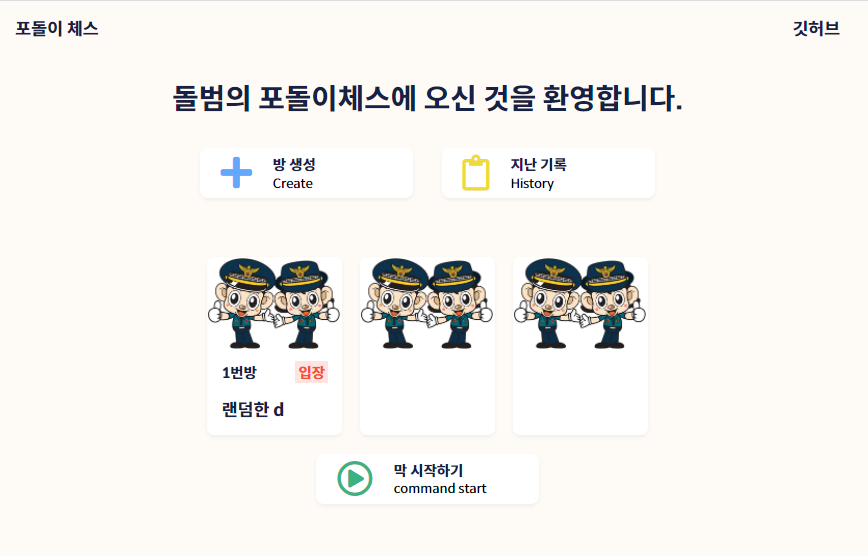 포돌이 체스
깃허브
돌범의 포돌이체스에 오신 것을 환영합니다.
방 생성
Create
지난 기록
History
1번방
입장
랜덤한 d
막 시작하기
command start